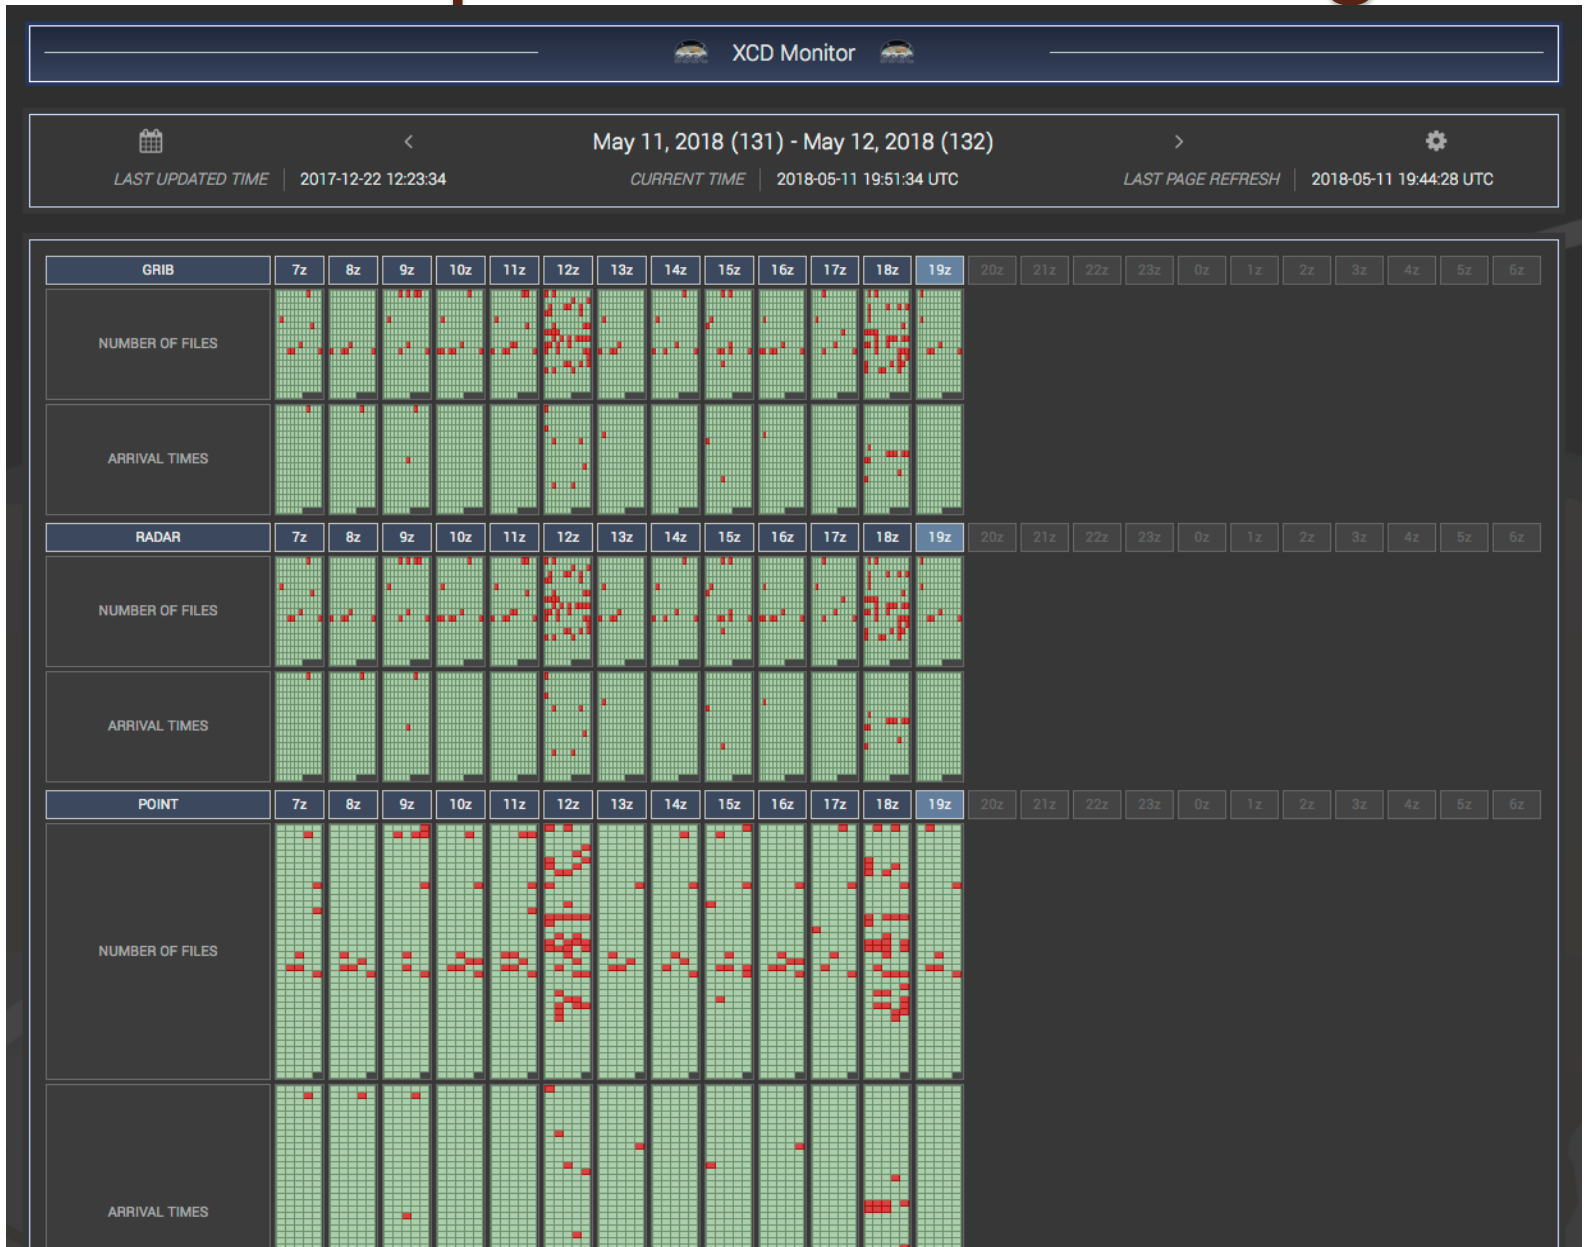 XCD Monitor
May 11, 2018 (131) - May 12, 2018 (132)
LAST UPDATED TIME 2017-12-22 12:23:34 CURRENT TIME 2018-05-11 19:51:34 UTC LAST PAGE REFRESH 2018-05-11 19:44:28 UTC
GRIB 7z 8z 9z 10z 11z 12z 13z 14z 15z 16z 17z 18z 19z 20z 21z 22z 23z 0z 1z 2z 3z 4z 5z 6z
NUMBER OF FILES
ARRIVAL TIMES
RADAR 7z 8z 9z 10z 11z 12z 13z 14z 15z 16z 17z 18z 19z 20z 21z 22z 23z 0z 1z 2z 3z 4z 5z 6z
NUMBER OF FILES
ARRIVAL TIMES
POINT 7z 8z 9z 10z 11z 12z 13z 14z 15z 16z 17z 18z 19z 20z 21z 22z 23z 0z 1z 2z 3z 4z 5z 6z
NUMBER OF FILES
ARRIVAL TIMES